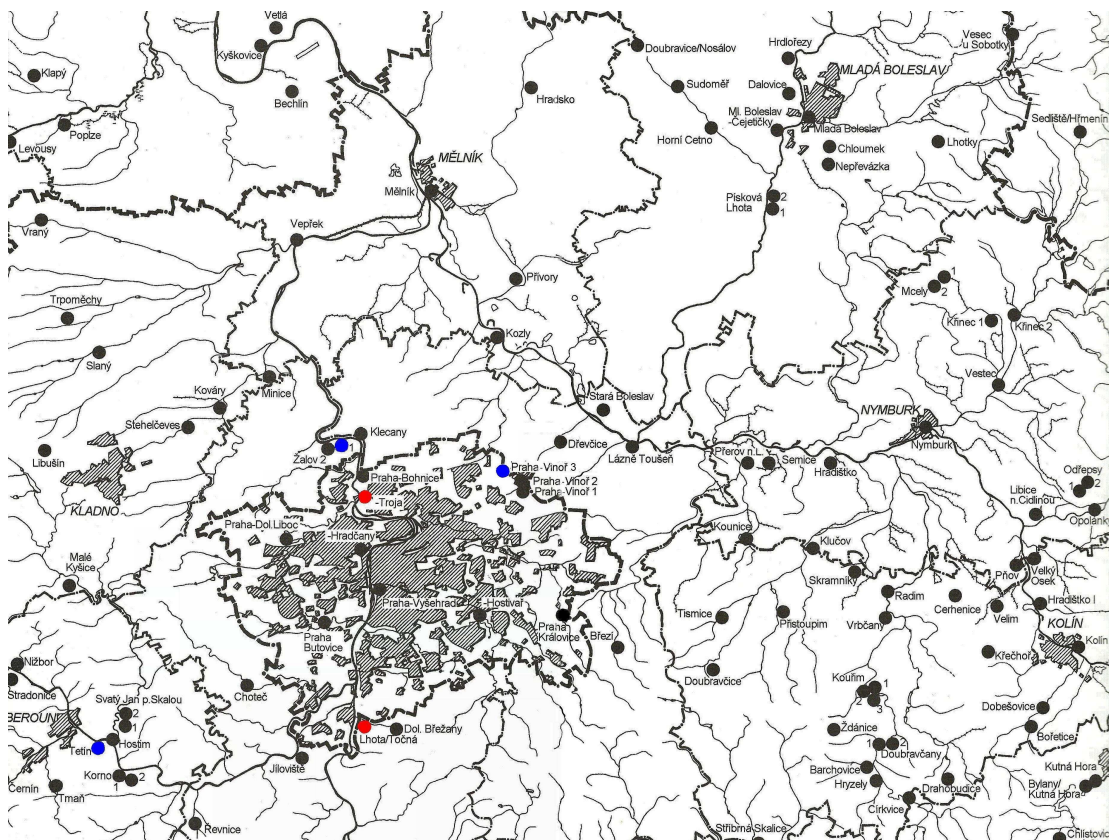 Vetlá
Kyškovice
Klapý
Bechlín
Poplze
Levousy
Doubravice/Nosálov
Hradsko
Sudoměř
Horní Cetno
Hrdlořezy
MLADÁ BOLESLAV
Dalovice
Ml. Boleslav
-Čejetičky
Mladá Boleslav
Chloumek
Nepřevázka
Vesec
u Sobotky
Sediště/Hřmenín
Lhotky
MĚLNÍK
Mělník
Písková
Lhota
2
1
Vraný
Vepřek
Přívory
Mcely
1
2
Křinec 1
Křinec 2
Trpoměchy
Slaný
Kozly
Minice
Kováry
Stehelčeves
Vestec
Stará Boleslav
NYMBURK
Nymburk
Klecany
1
Žalov 2
Libušín
KLADNO
Dřevčice
Lázně Toušeň
Přerov n.L.
Semice
Hradištko
Praha-Bohnice
-Troja
Praha-Vinoř 3
Praha-Vinoř 2
Praha-Vinoř 1
Odřepsy
1
2
Libice
n.Cidlinou
Opolánky
Praha-Dol.Liboc
-Hradčany
Kounice
Klučov
Malé
Kyšice
Skramníky
Pňov
Velký
Osek
Praha-Vyšehrad
-Hostivař
Praha
Butovice
Praha
Královice
Březí
Tismice
Přistoupim
Radim
Vrbčany
Cerhenice
Velim
Hradištko I
KOLÍN
Kolín
Křečhoř
Nižbor
Stradonice
Doubravčice
Kouřim
1
2
Choteč
Svatý Jan p.Skalou
2
1
BEROUN
Hostim
Tetín
Lhota/Točná
Dol. Břežany
Ždánice
Dobešovice
Bořetice
1
2
Doubravčany
Jíloviště
Korno
1
2
Tmaň
Barchovice
Hryzely
Drahobudice
Kutná Hora
Bylany/
Kutná Hora
Církvice
Řevnice
Stříbrná Skalice